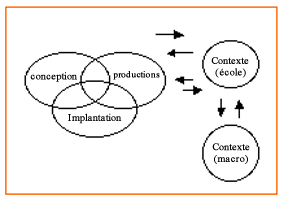 conception
productions
Implantation
Contexte
(école)
Contexte
(macro)